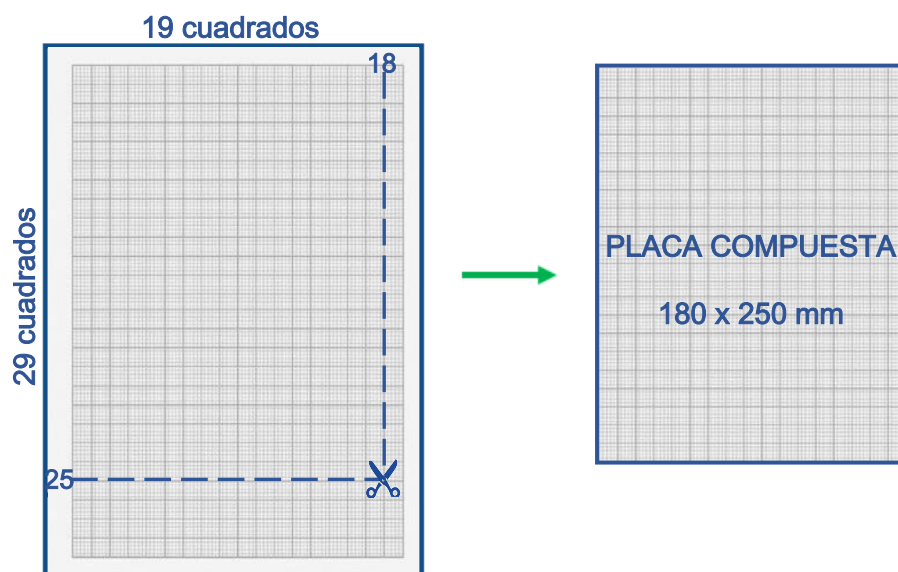 19 cuadrados
18
29 cuadrados
25
PLACA COMPUESTA
180 x 250 mm